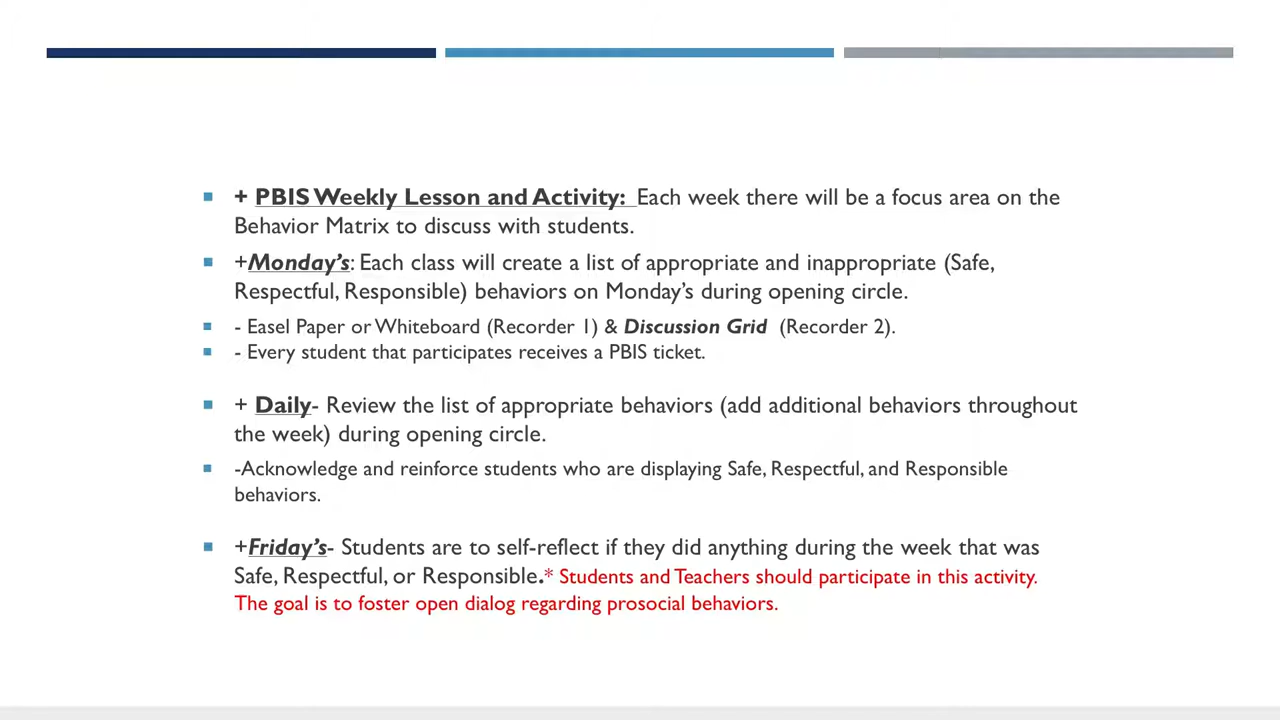 + PBIS Weekly Lesson and Activity: Each week there will be a focus area on the
Behavior Matrix to discuss with students.
+Monday’s: Each class will create a list of appropriate and inappropriate (Safe,
Respectful, Responsible) behaviors on Monday’s during opening circle.
- Easel Paper or Whiteboard (Recorder 1) & Discussion Grid (Recorder 2).
- Every student that participates receives a PBIS ticket.
+ Daily- Review the list of appropriate behaviors (add additional behaviors throughout
the week) during opening circle.
-Acknowledge and reinforce students who are displaying Safe, Respectful, and Responsible
behaviors.
+Friday’s- Students are to self-reflect if they did anything during the week that was
Safe, Respectful, or Responsible.* Students and Teachers should participate in this activity.
The goal is to foster open dialog regarding prosocial behaviors.